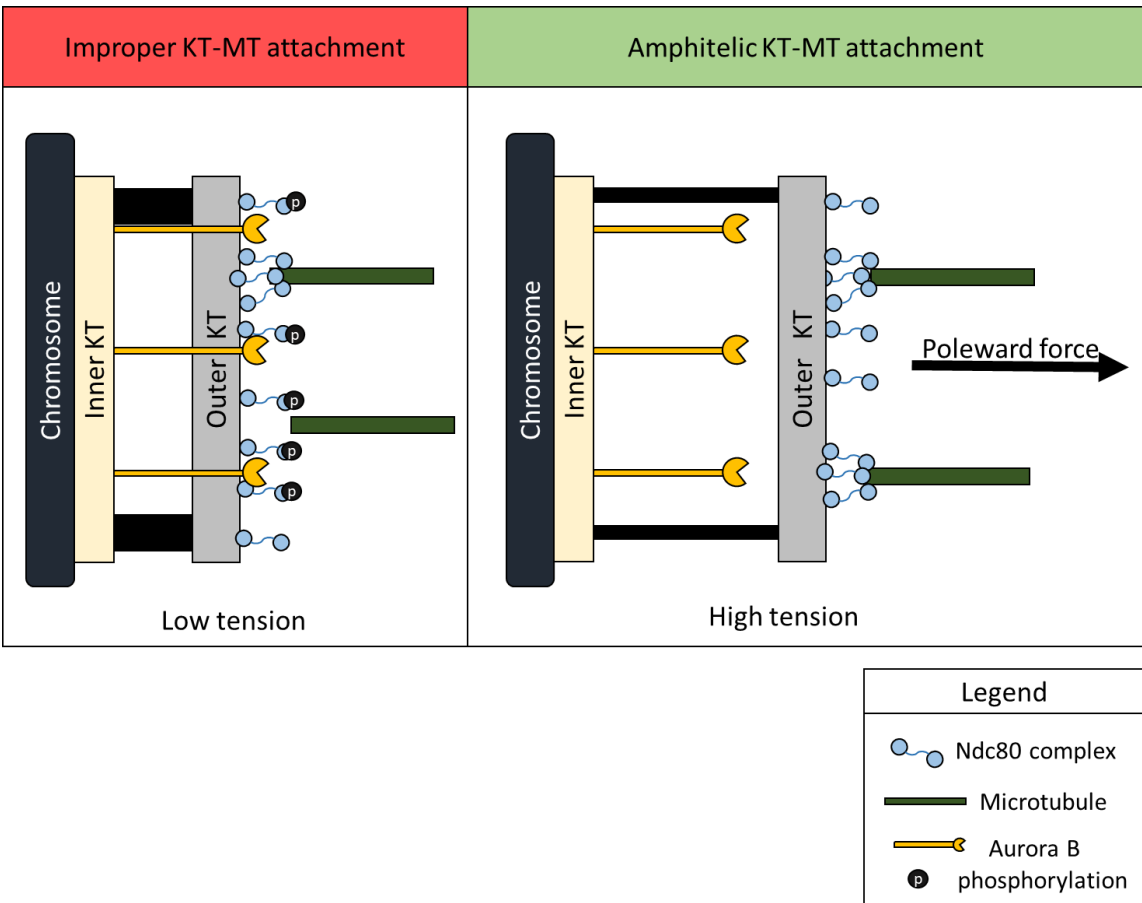 Improper KT-MT attachment
Amphitelic KT-MT attachment
Chromosome
Inner KT
Outer KT
p
p
p
p
p
Low tension
Chromosome
Inner KT
Outer KT
Poleward force
High tension
Legend
Ndc80 complex
Microtubule
Aurora B
p phosphorylation